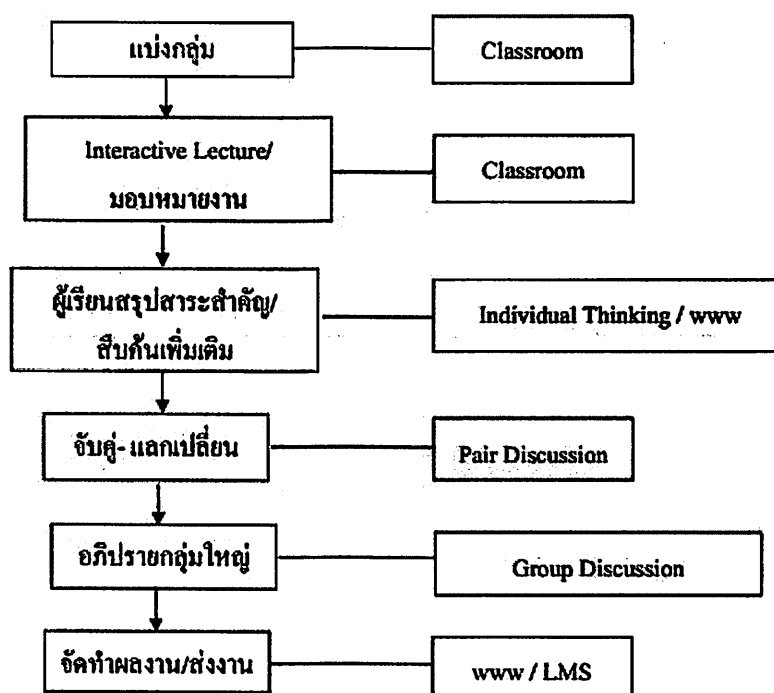 แบ่งกลุ่ม
Classroom
Interactive Lecture/
มอบหมายงาน
Classroom
ผู้เรียนสรุปสาระสำคัญ/
สืบค้นเพิ่มเติม
Individual Thinking / www
จับคู่- แลกเปลี่ยน
Pair Discussion
อภิปรายกลุ่มใหญ่
Group Discussion
จัดทำผลงาน/ส่งงาน
www / LMS